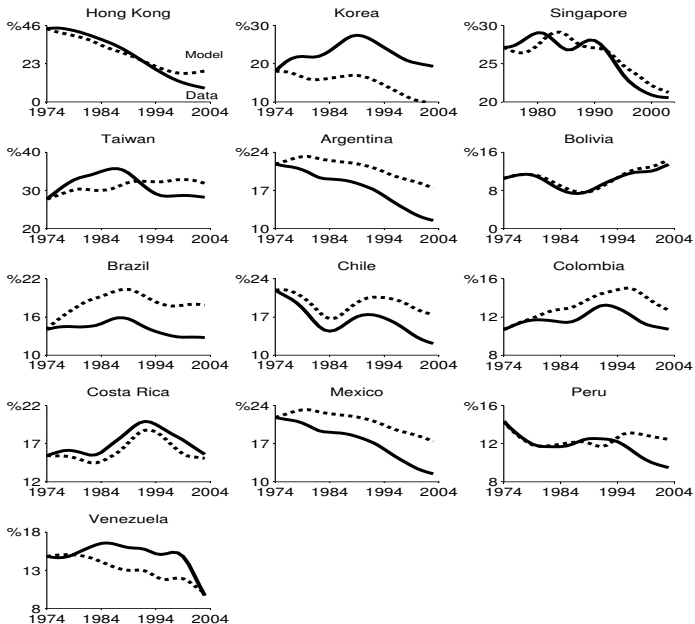 Hong Kong
%46
23
0
Model
Data
1974 1984 1994 2004
Korea
%30
20
10
1974 1984 1994 2004
Singapore
%30
25
20
1980 1990 2000
Taiwan
%40
30
20
1974 1984 1994 2004
Argentina
%24
17
10
1974 1984 1994 2004
Bolivia
%16
8
0
1974 1984 1994 2004
Brazil
%22
16
10
1974 1984 1994 2004
Chile
%24
17
10
1974 1984 1994 2004
Colombia
%16
12
8
1974 1984 1994 2004
Costa Rica
%22
17
12
1974 1984 1994 2004
Mexico
%24
17
10
1974 1984 1994 2004
Peru
%16
12
8
1974 1984 1994 2004
Venezuela
%18
13
8
1974 1984 1994 2004